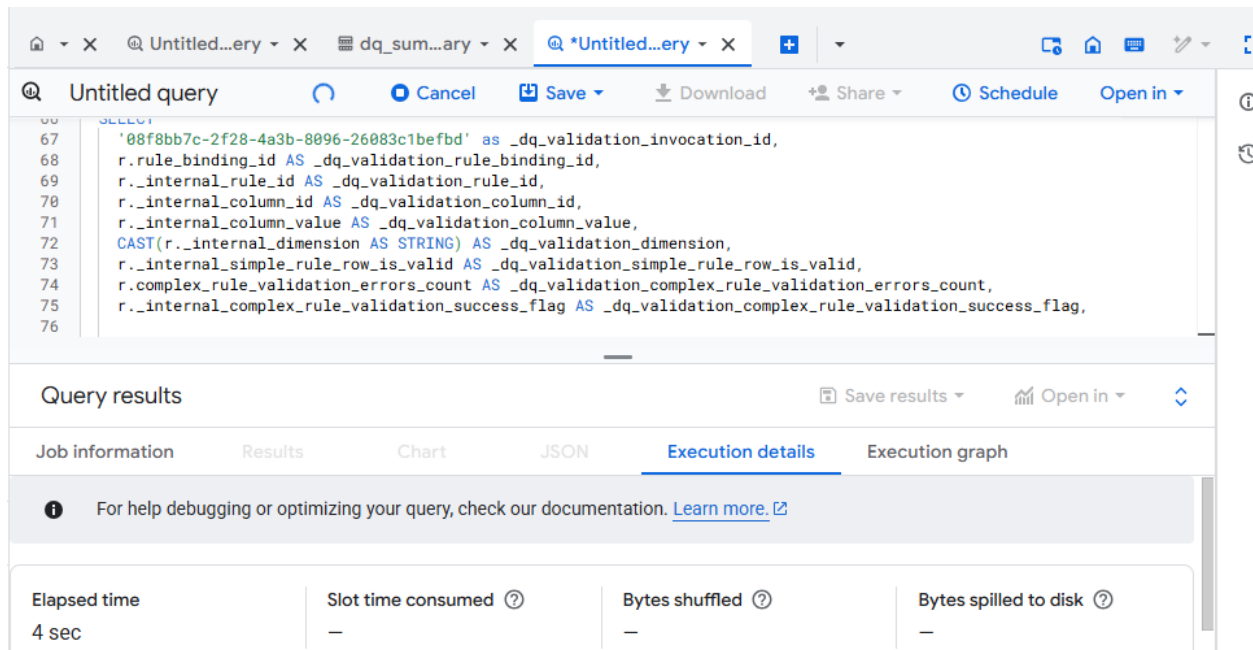 Untitled...ery
dq_sum...ary
*Untitled...ery
Untitled query Cancel Save Download Share Schedule Open in
66 SELECT
67 '08f8bb7c-2f28-4a3b-8096-26083c1befbd' as _dq_validation_invocation_id,
68 r.rule_binding_id AS _dq_validation_rule_binding_id,
69 r._internal_rule_id AS _dq_validation_rule_id,
70 r._internal_column_id AS _dq_validation_column_id,
71 r._internal_column_value AS _dq_validation_column_value,
72 CAST(r._internal_dimension AS STRING) AS _dq_validation_dimension,
73 r._internal_simple_rule_row_is_valid AS _dq_validation_simple_rule_row_is_valid,
74 r.complex_rule_validation_errors_count AS _dq_validation_complex_rule_validation_errors_count,
75 r._internal_complex_rule_validation_success_flag AS _dq_validation_complex_rule_validation_success_flag,
76
Query results Save results Open in
Job information Results Chart JSON Execution details Execution graph
For help debugging or optimizing your query, check our documentation. Learn more.
Elapsed time Slot time consumed Bytes shuffled Bytes spilled to disk
4 sec — — —